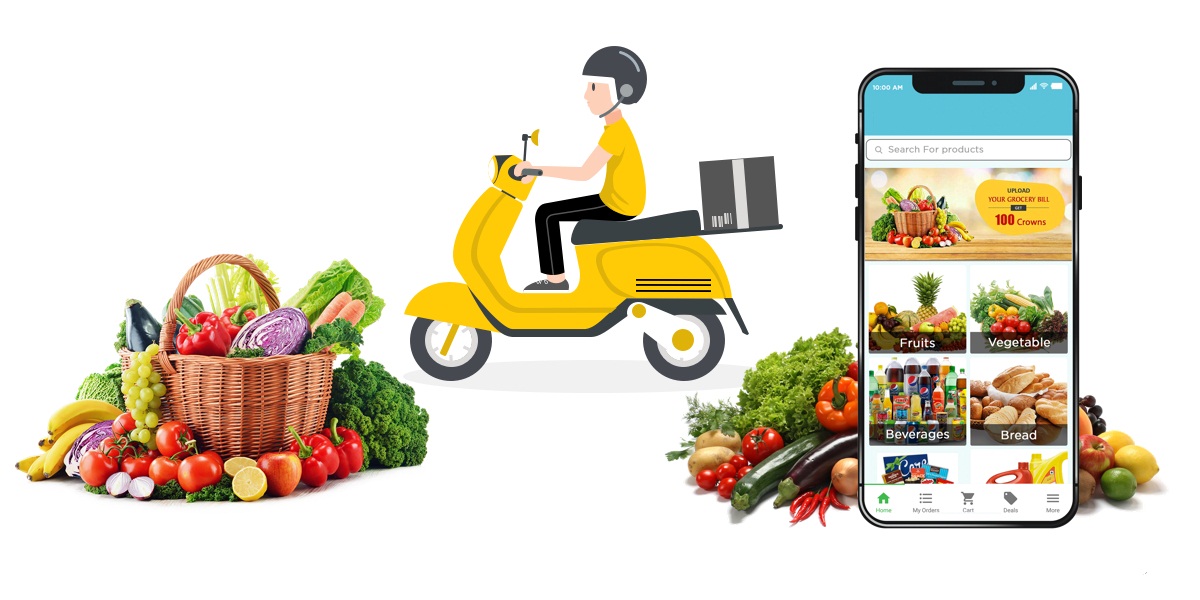 10:00 AM
Search For products
UPLOAD
YOUR GROCERY BILL
GET
100 Crowns
Fruits
Vegetable
Beverages
Bread
Home
My Orders
Cart
Deals
More